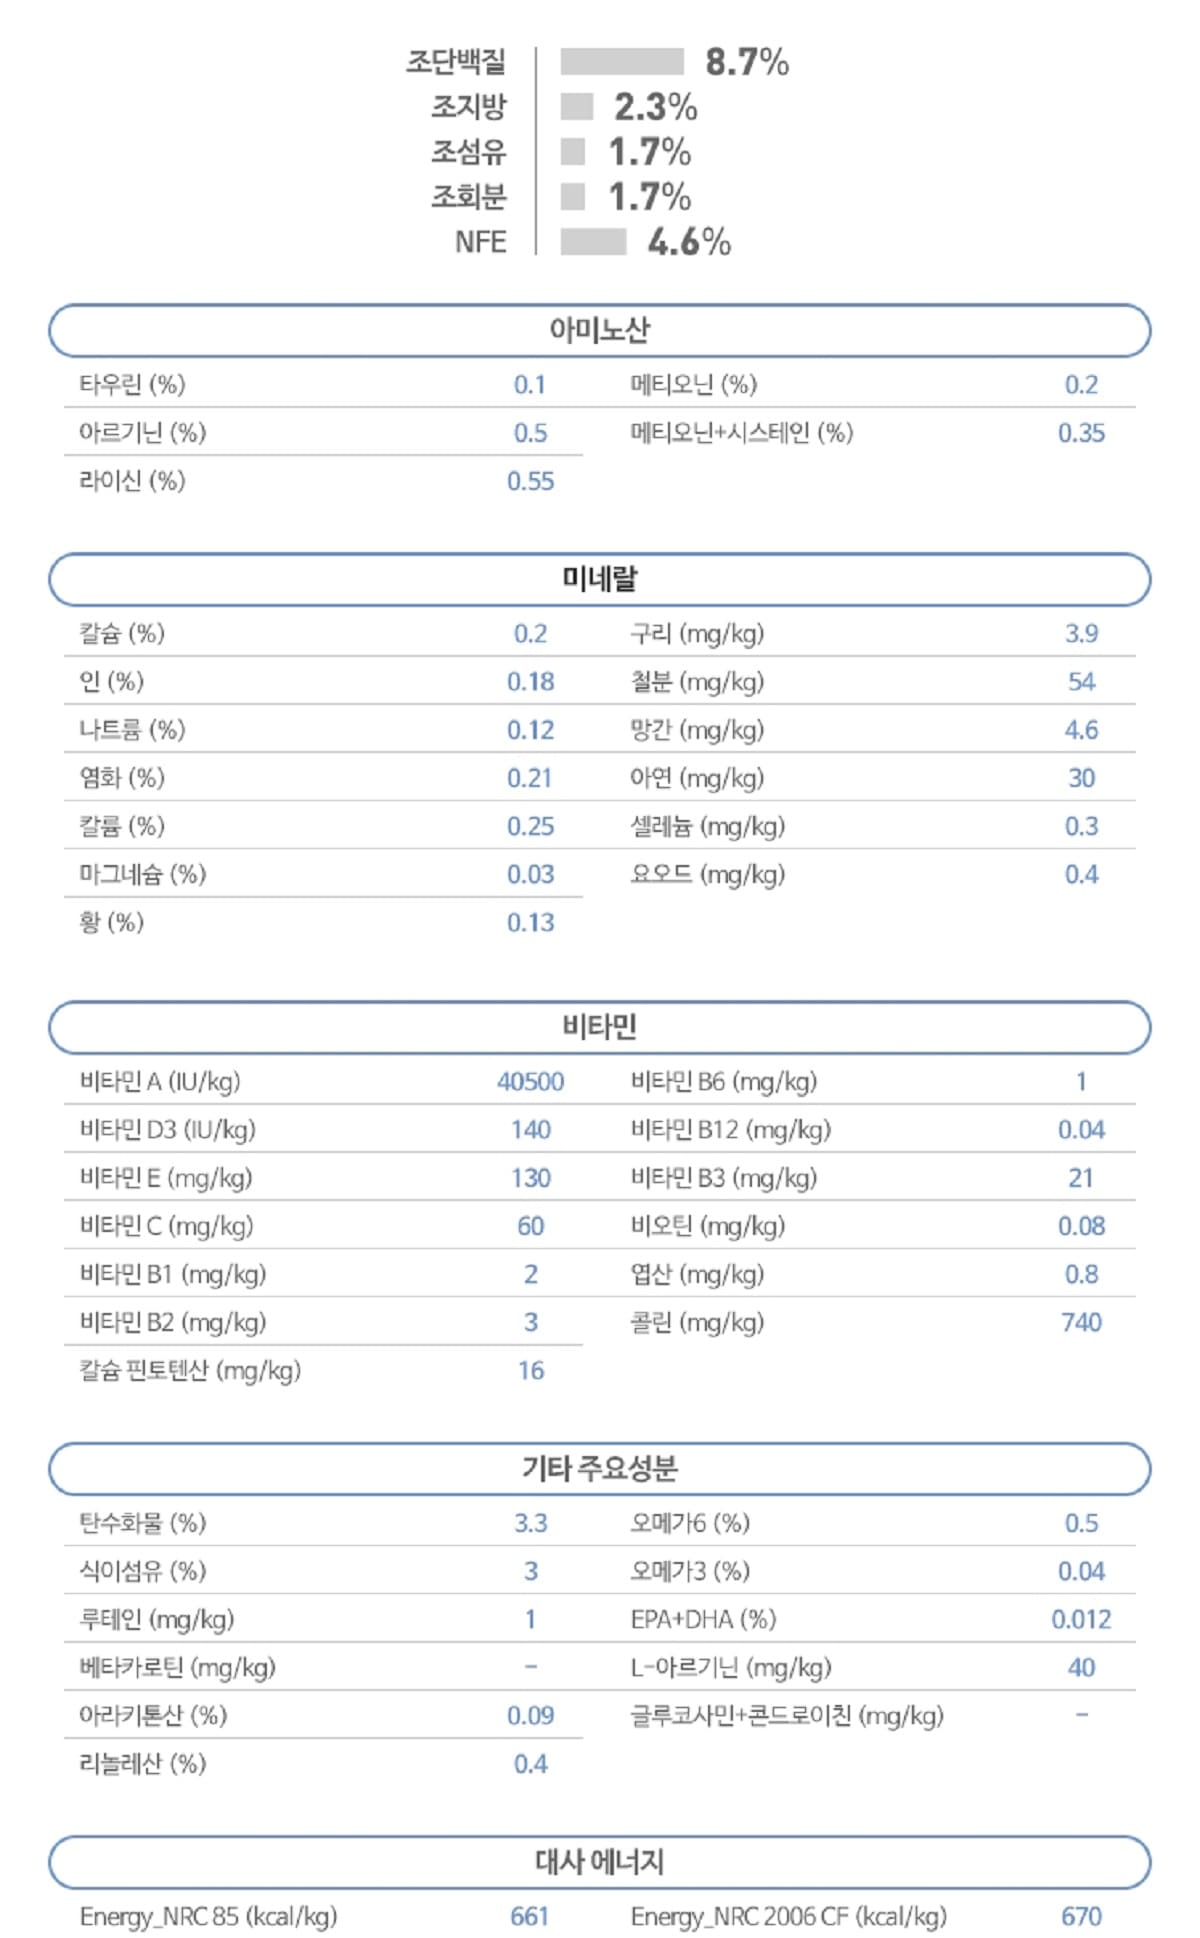 조단백질 8.7%
조지방 2.3%
조섬유 1.7%
조회분 1.7%
NFE 4.6%
아미노산
타우린 (%) 0.1 메티오닌 (%) 0.2
아르기닌 (%) 0.5 메티오닌+시스테인 (%) 0.35
라이신 (%) 0.55
미네랄
칼슘 (%) 0.2 구리 (mg/kg) 3.9
인 (%) 0.18 철분 (mg/kg) 54
나트륨 (%) 0.12 망간 (mg/kg) 4.6
염화 (%) 0.21 아연 (mg/kg) 30
칼륨 (%) 0.25 셀레늄 (mg/kg) 0.3
마그네슘 (%) 0.03 요오드 (mg/kg) 0.4
황 (%) 0.13
비타민
비타민 A (IU/kg) 40500 비타민 B6 (mg/kg) 1
비타민 D3 (IU/kg) 140 비타민 B12 (mg/kg) 0.04
비타민 E (mg/kg) 130 비타민 B3 (mg/kg) 21
비타민 C (mg/kg) 60 비오틴 (mg/kg) 0.08
비타민 B1 (mg/kg) 2 엽산 (mg/kg) 0.8
비타민 B2 (mg/kg) 3 콜린 (mg/kg) 740
칼슘 핀토텐산 (mg/kg) 16
기타 주요성분
탄수화물 (%) 3.3 오메가6 (%) 0.5
식이섬유 (%) 3 오메가3 (%) 0.04
루테인 (mg/kg) 1 EPA+DHA (%) 0.012
베타카로틴 (mg/kg) - L-아르기닌 (mg/kg) 40
아라키톤산 (%) 0.09 글루코사민+콘드로이친 (mg/kg) -
리놀레산 (%) 0.4
대사 에너지
Energy_NRC 85 (kcal/kg) 661 Energy_NRC 2006 CF (kcal/kg) 670